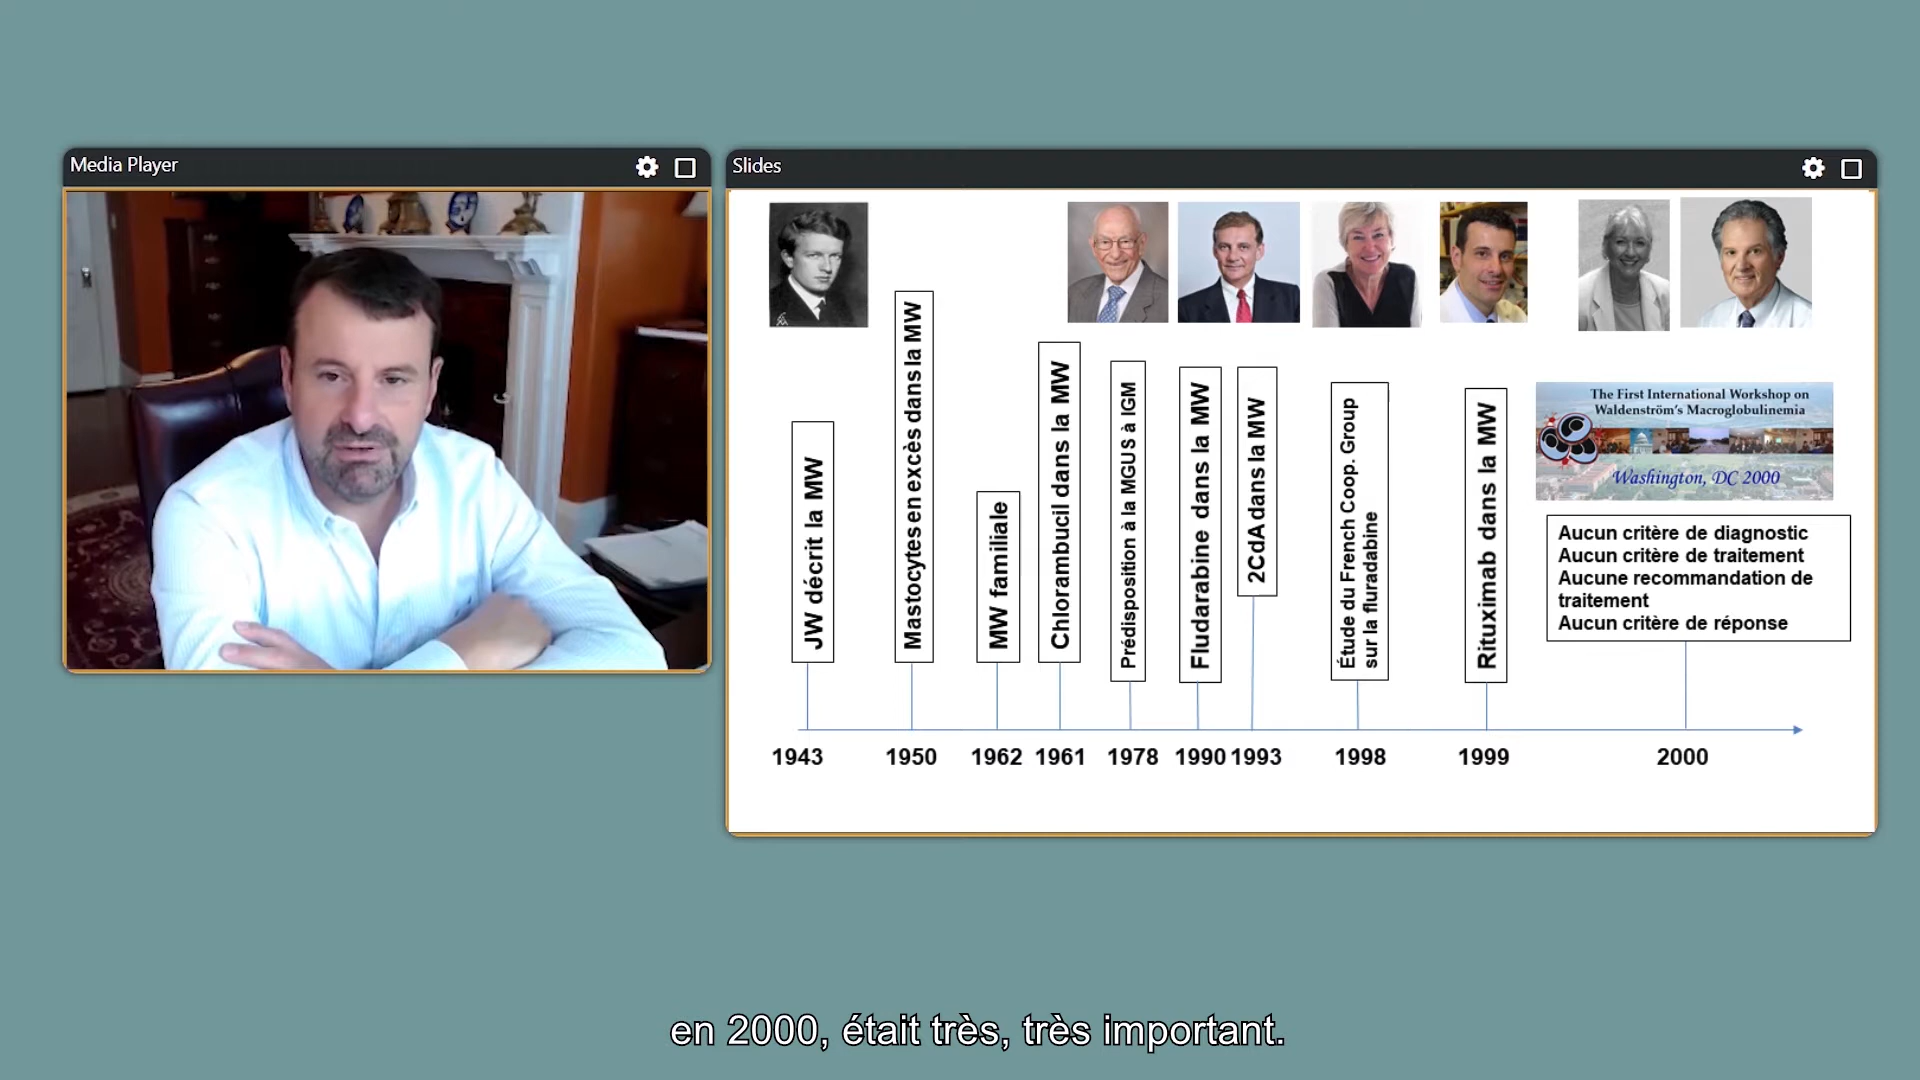 Media Player
Slides
JW décrit la MW
Mastocytes en excès dans la MW
MW familiale
Chlorambucil dans la MW
Prédisposition à la MGUS à IGM
Fludarabine dans la MW
2CdA dans la MW
Étude du French Coop. Group
sur la fluradabine
Rituximab dans la MW
The First International Workshop on
Waldenström's Macroglobulinemia
Washington, DC 2000
Aucun critère de diagnostic
Aucun critère de traitement
Aucune recommandation de
traitement
Aucun critère de réponse
1943 1950 1962 1961 1978 1990 1993 1998 1999 2000
en 2000, était très, très important.